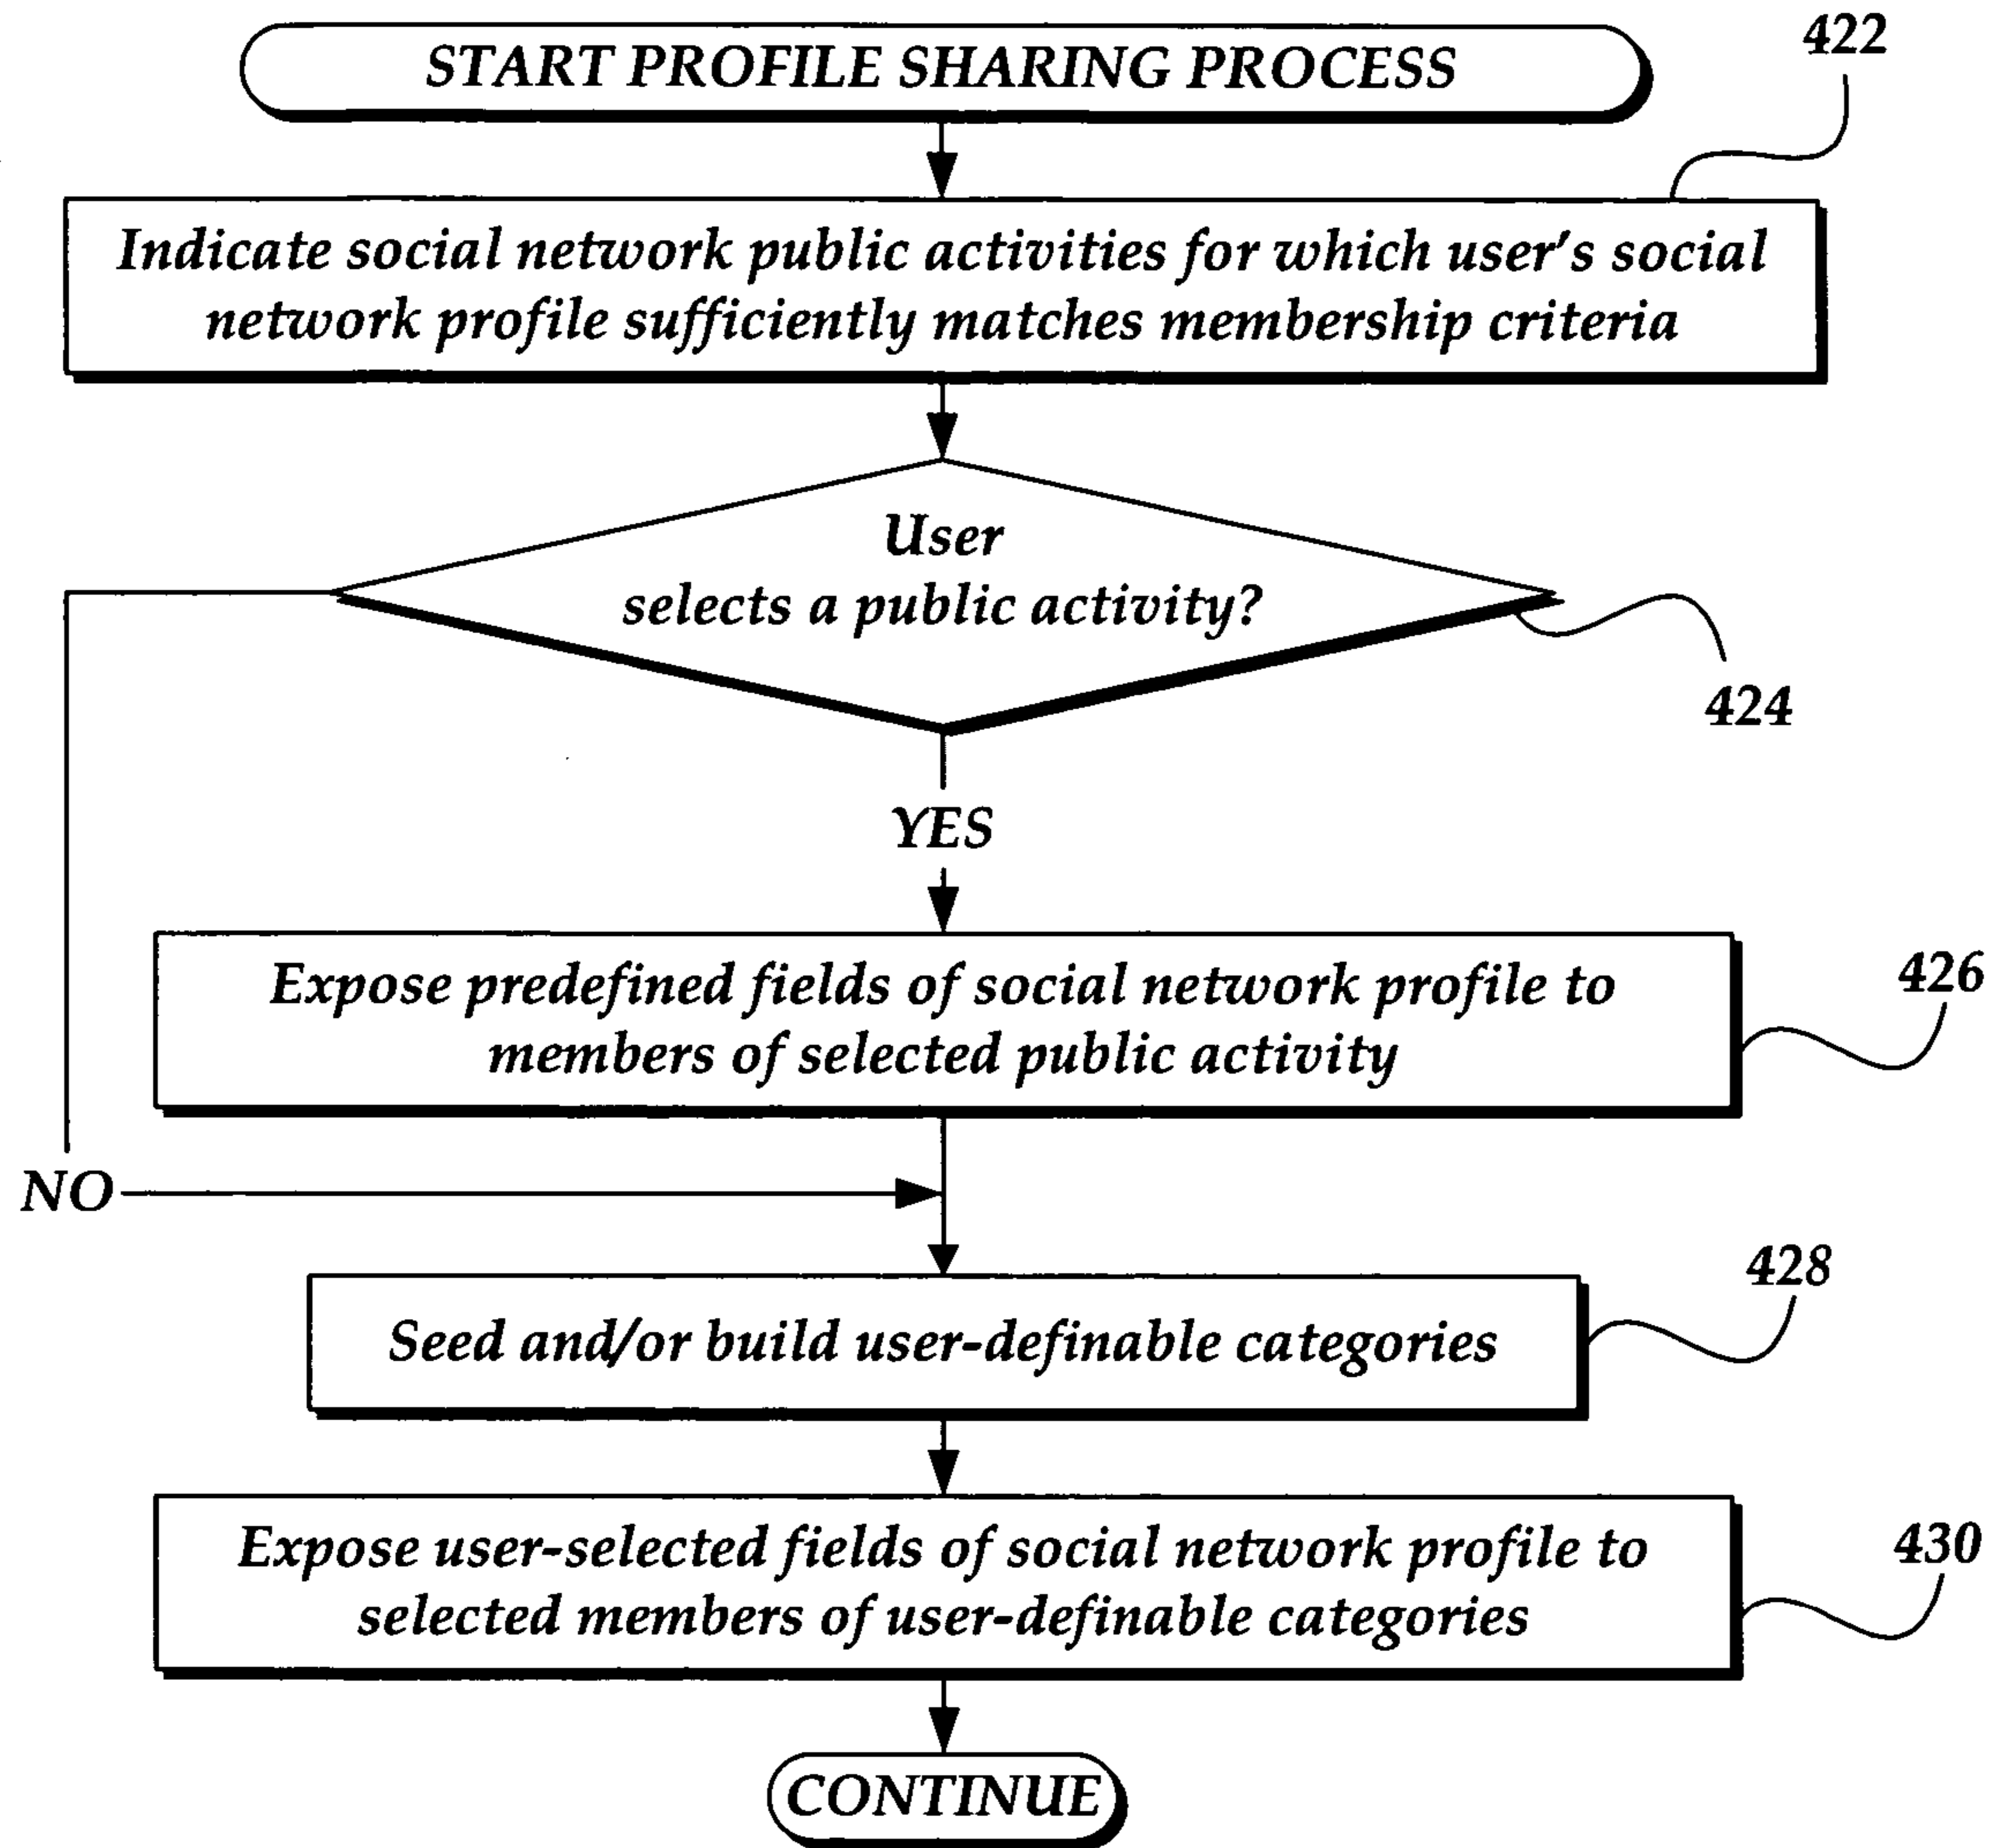 START PROFILE SHARING PROCESS
422
Indicate social network public activities for which user's social
network profile sufficiently matches membership criteria
User
selects a public activity?
424
YES
Expose predefined fields of social network profile to
members of selected public activity
426
NO
428
Seed and/or build user-definable categories
Expose user-selected fields of social network profile to
selected members of user-definable categories
430
CONTINUE